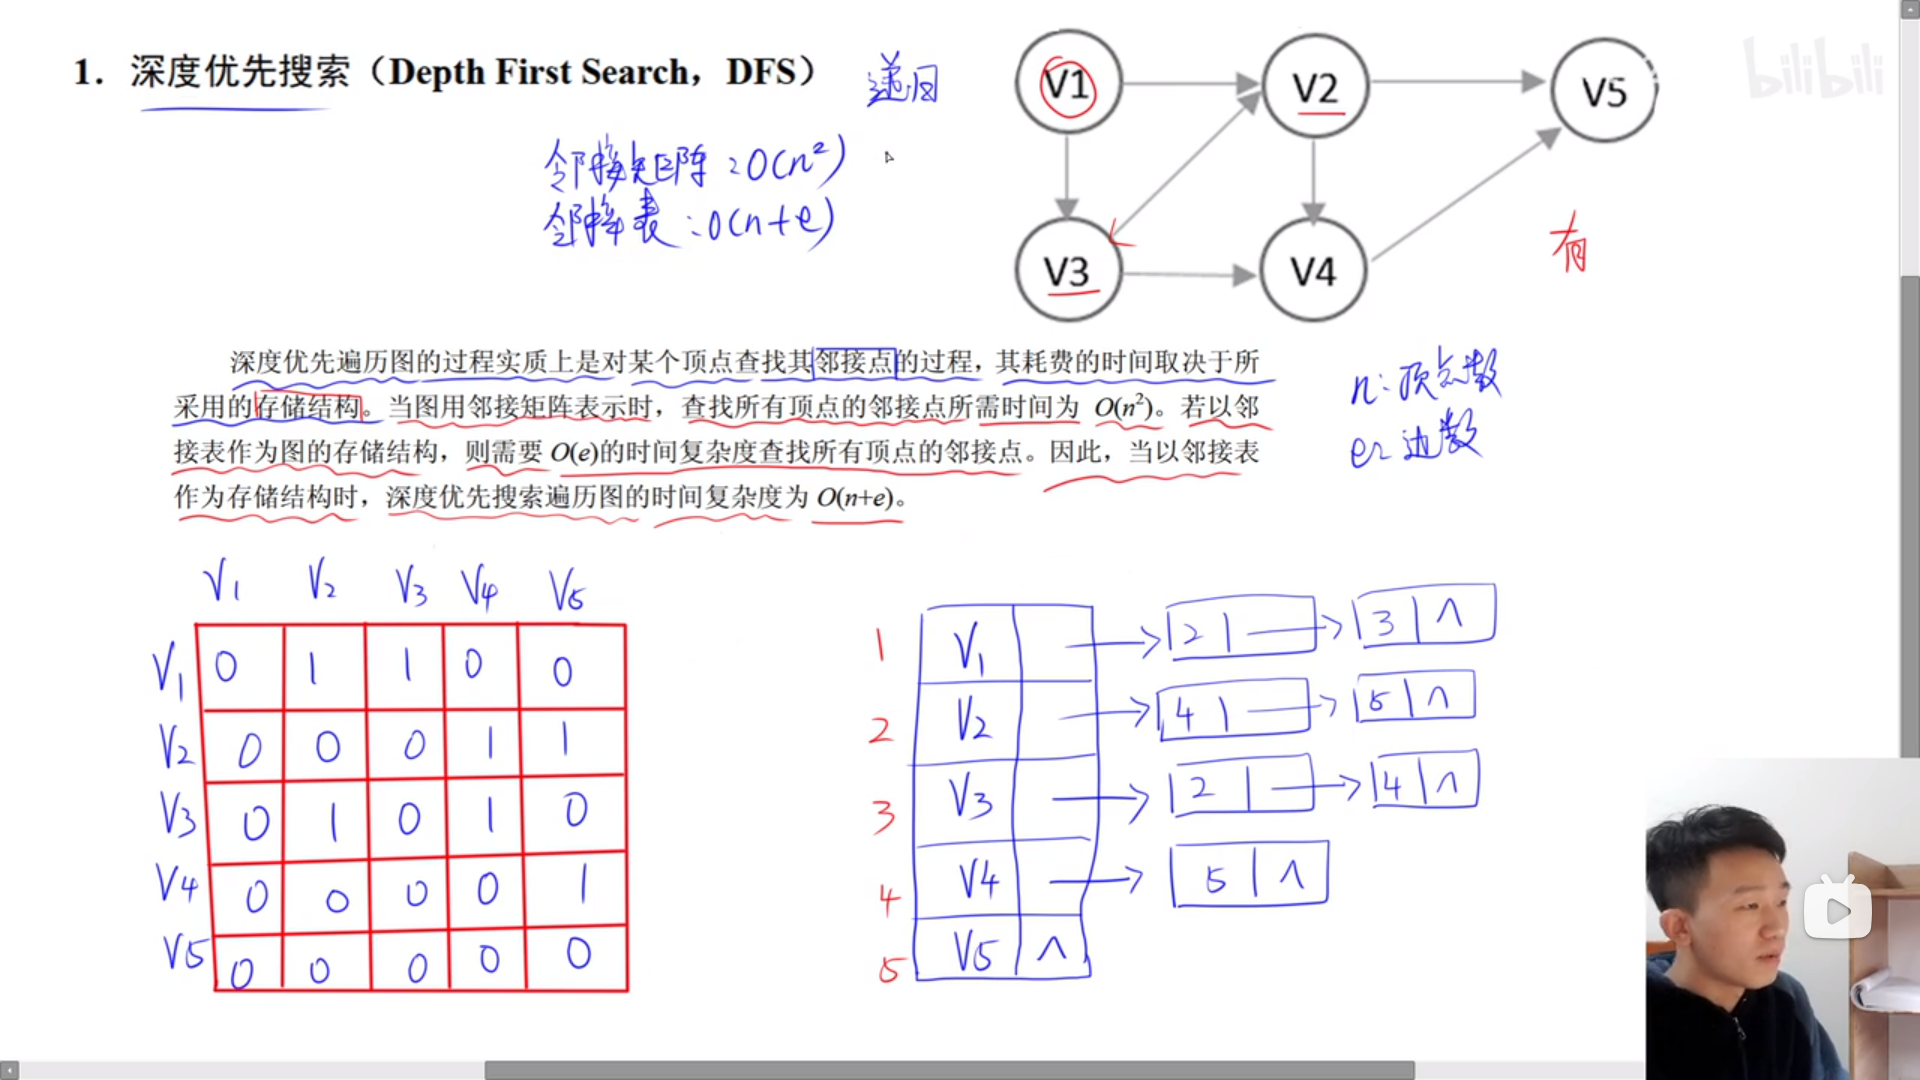 1. 深度优先搜索（Depth First Search，DFS）
递归
bilibili
邻接矩阵：O(n²)
邻接表：O(n+e)
V1 V2 V5
V3 V4
有
深度优先遍历图的过程实质上是对某个顶点查找其邻接点的过程，其耗费的时间取决于所
采用的存储结构。当图用邻接矩阵表示时，查找所有顶点的邻接点所需时间为 O(n²)。若以邻
接表作为图的存储结构，则需要 O(e)的时间复杂度查找所有顶点的邻接点。因此，当以邻接表
作为存储结构时，深度优先搜索遍历图的时间复杂度为 O(n+e)。
n：顶点数
e：边数
V1 V2 V3 V4 V5
V1 0 1 1 0 0
V2 0 0 0 1 1
V3 0 1 0 1 0
V4 0 0 0 0 1
V5 0 0 0 0 0
1 V1 2 3 ∧
2 V2 4 5 ∧
3 V3 2 4 ∧
4 V4 5 ∧
5 V5 ∧